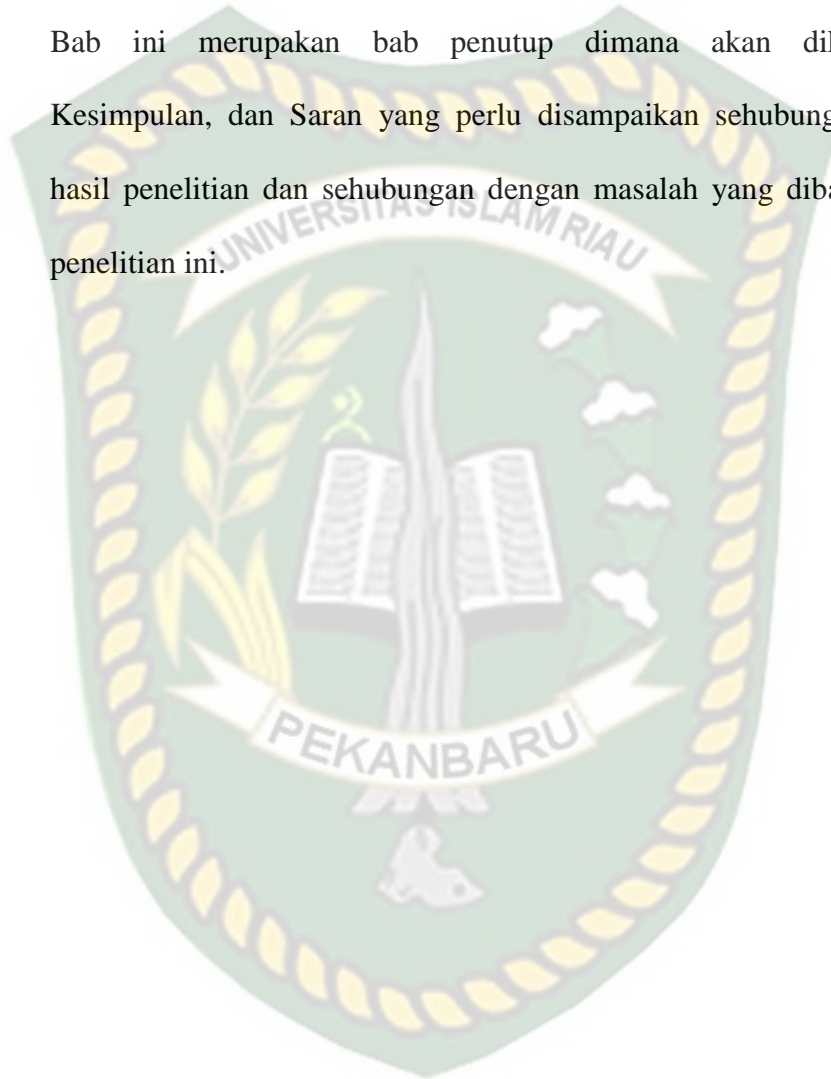 Bab ini merupakan bab penutup dimana akan dil
Kesimpulan, dan Saran yang perlu disampaikan sehubung
hasil penelitian dan sehubungan dengan masalah yang diba
penelitian ini.
UNIVERSITAS ISLAM RIAU
PEKANBARU